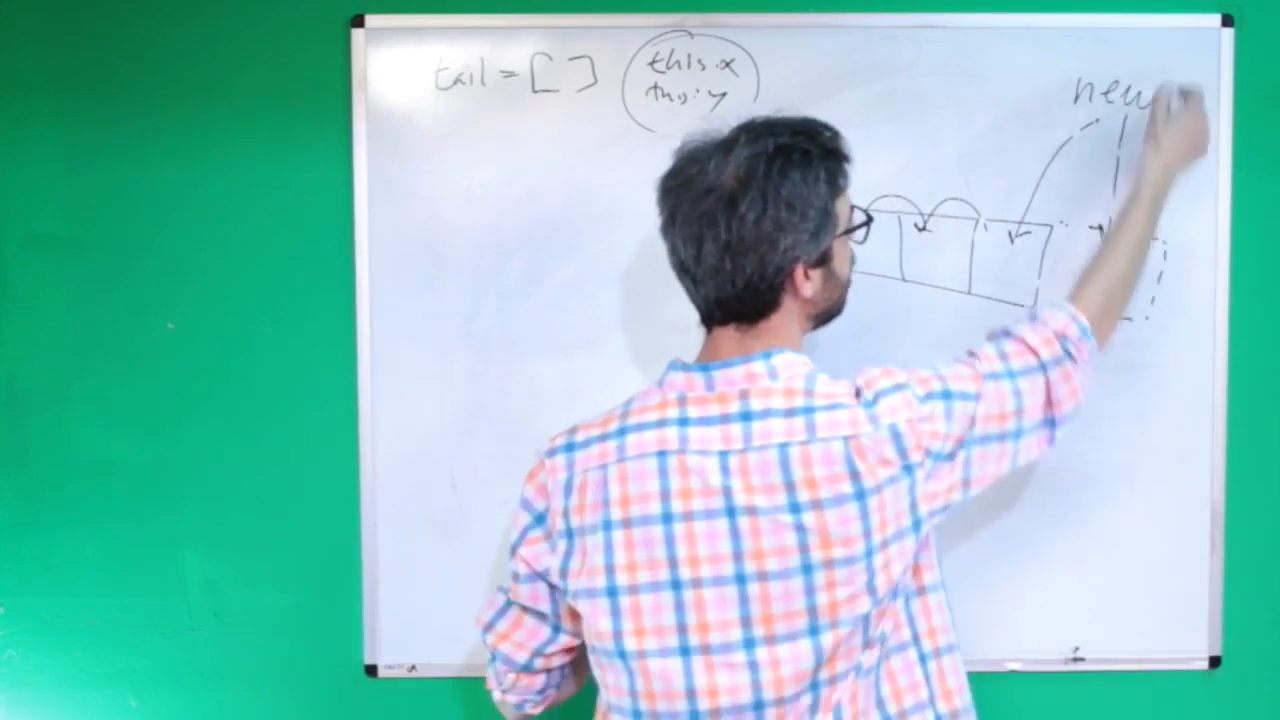 tail = [ ]
this.x
this.y
new